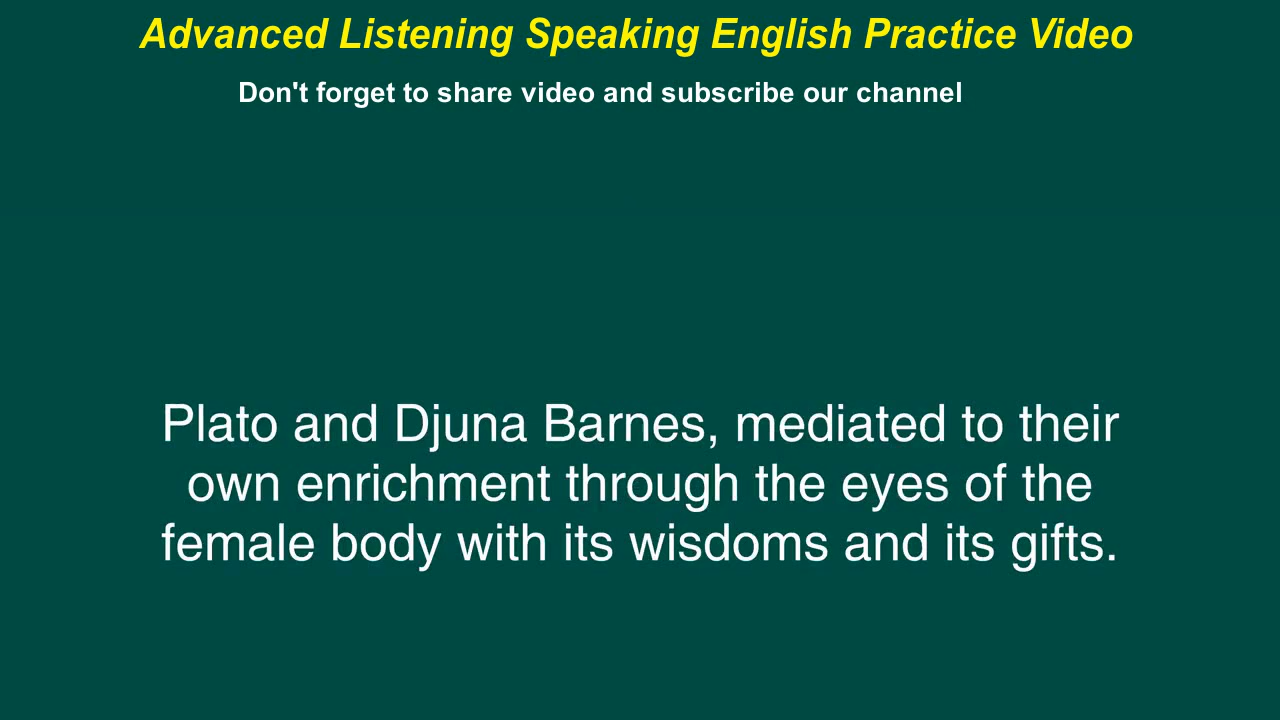 Advanced Listening Speaking English Practice Video
Don't forget to share video and subscribe our channel
Plato and Djuna Barnes, mediated to their
own enrichment through the eyes of the
female body with its wisdoms and its gifts.